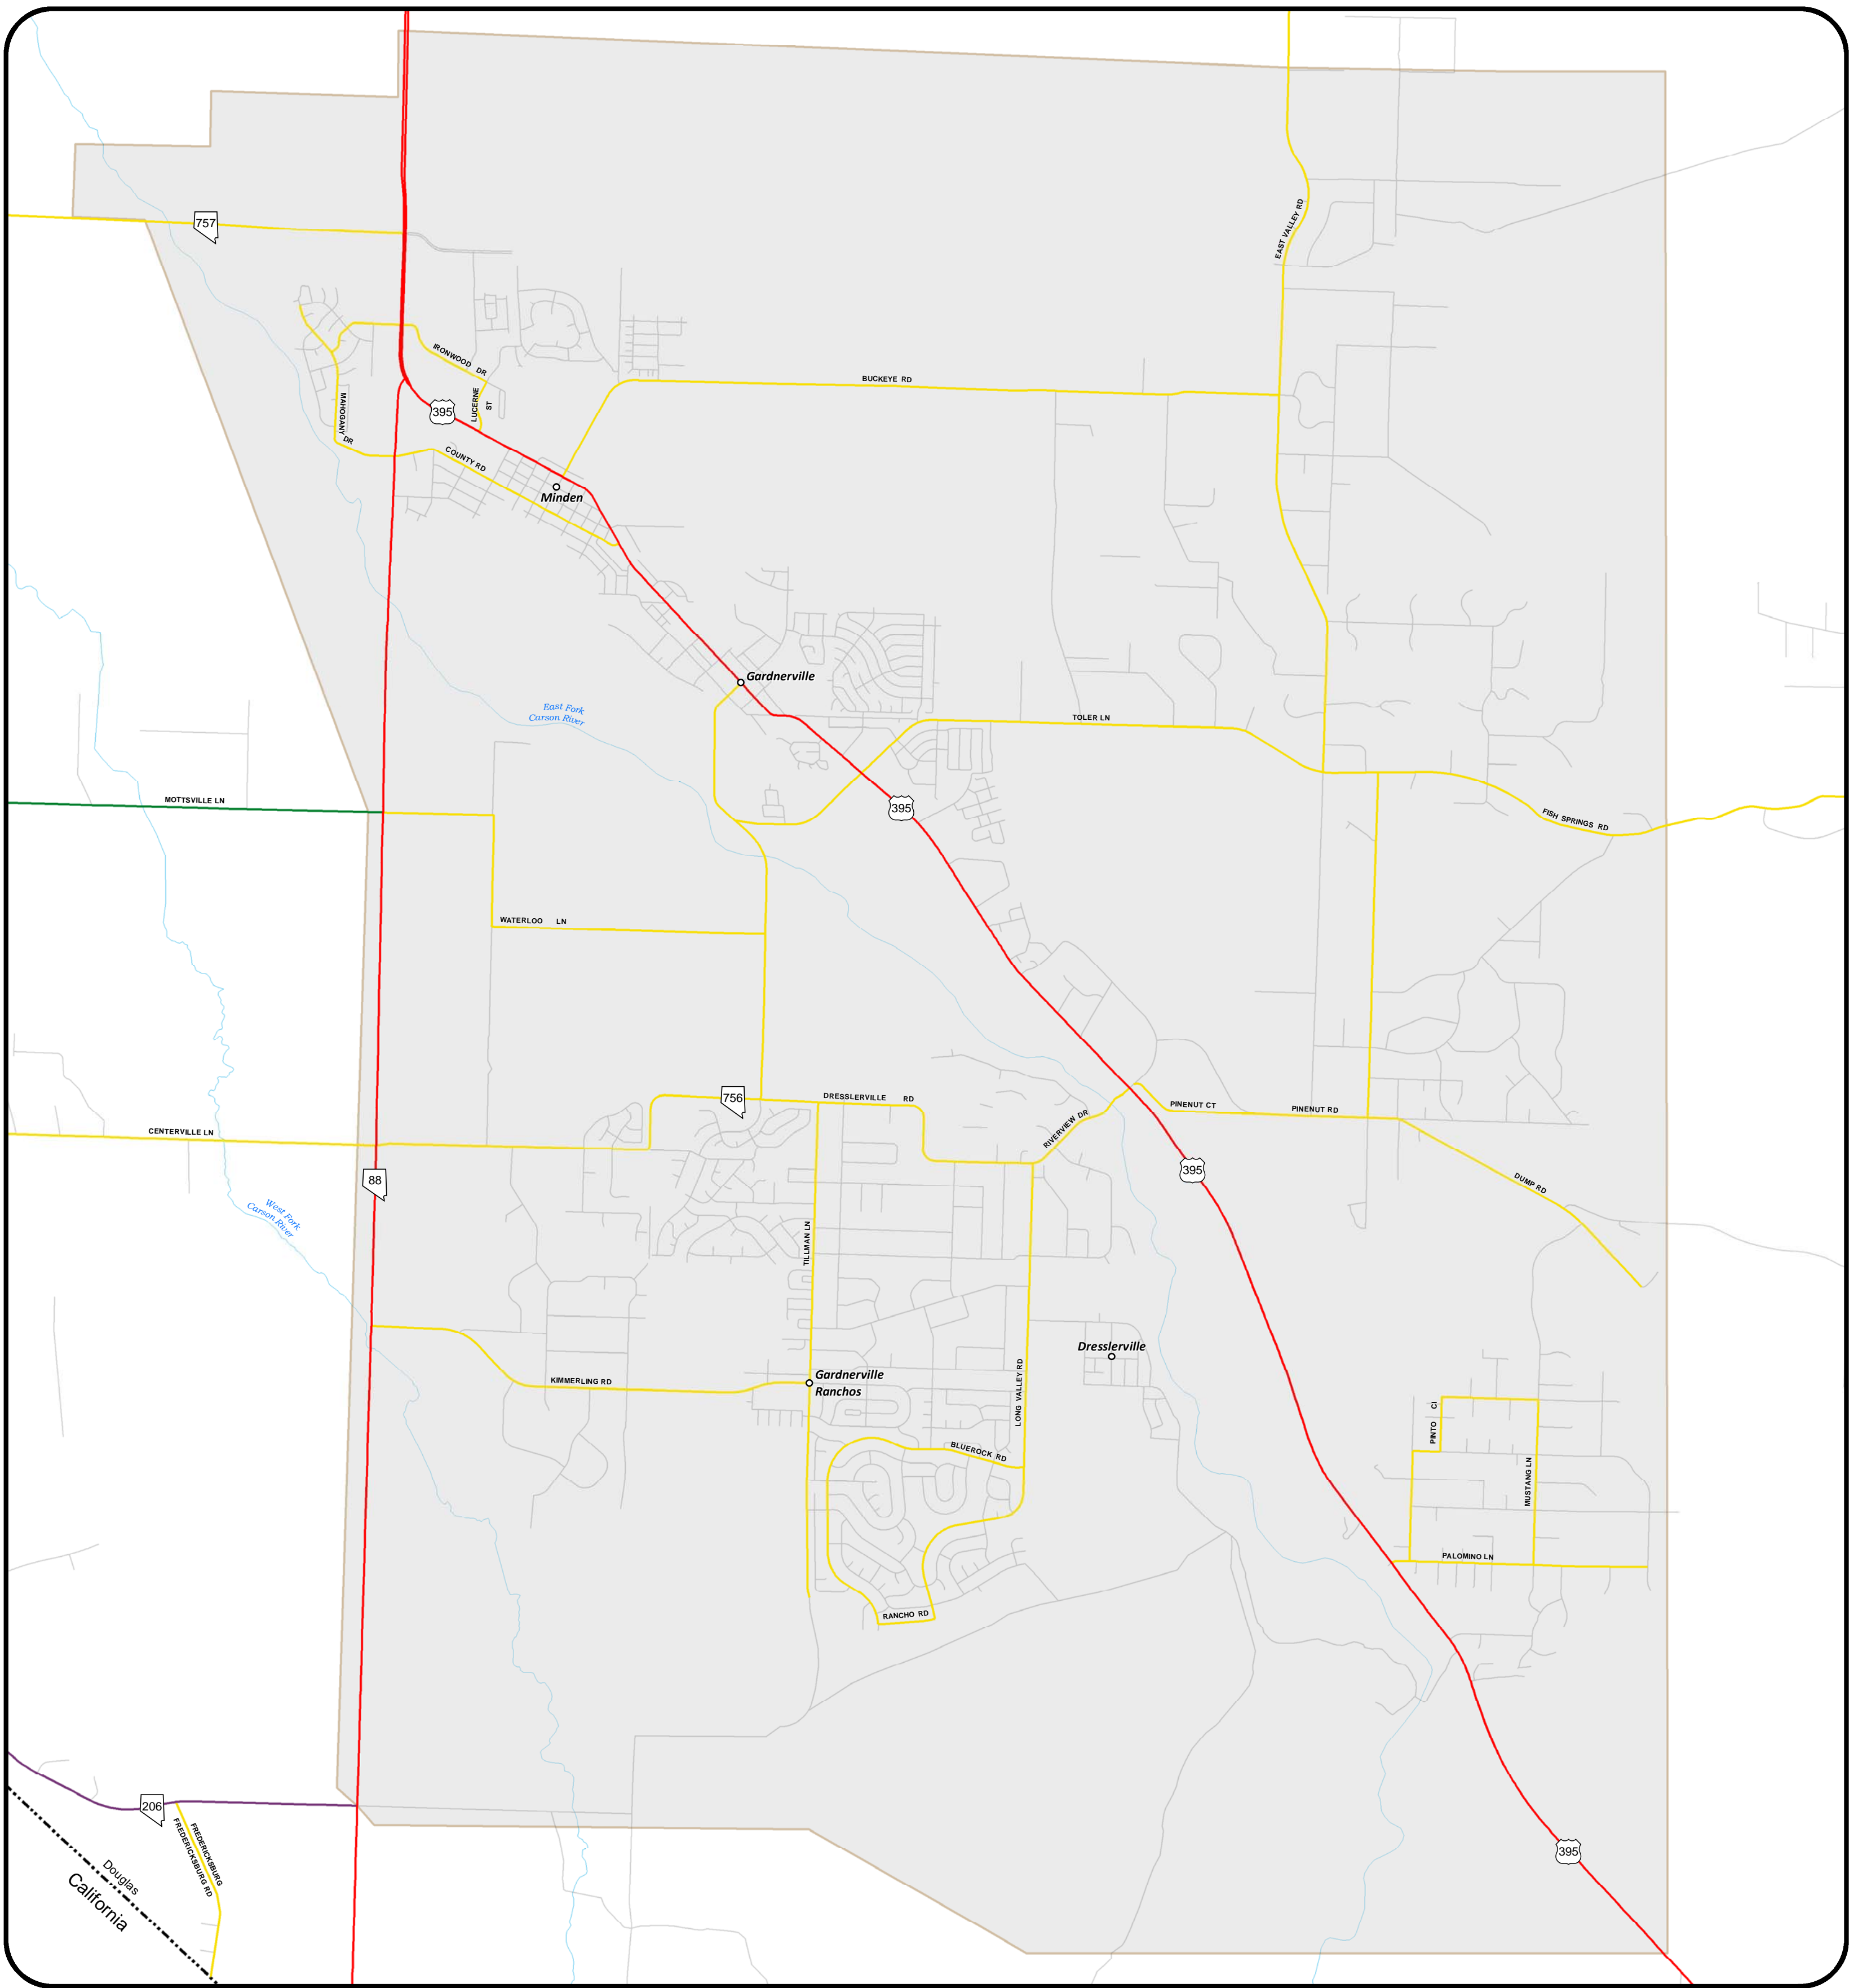 757
EAST VALLEY RD
IRONWOOD DR
BUCKEYE RD
MAHOGANY
DR
LUCERNE
ST
395
COUNTY RD
Minden
Gardnerville
East Fork
Carson River
TOLER LN
MOTTSVILLE LN
395
FISH SPRINGS RD
WATERLOO LN
756
DRESSLERVILLE RD
PINENUT CT
PINENUT RD
RIVERVIEW DR
CENTERVILLE LN
88
395
DUMP RD
West Fork
Carson River
TILLMAN LN
Dresslerville
KIMMERLING RD
Gardnerville
Ranchos
LONG VALLEY RD
PINTO CI
BLUEROCK RD
MUSTANG LN
PALOMINO LN
RANCHO RD
206
FREDERICKSBURG
FREDERICKSBURG RD
395
Douglas
California